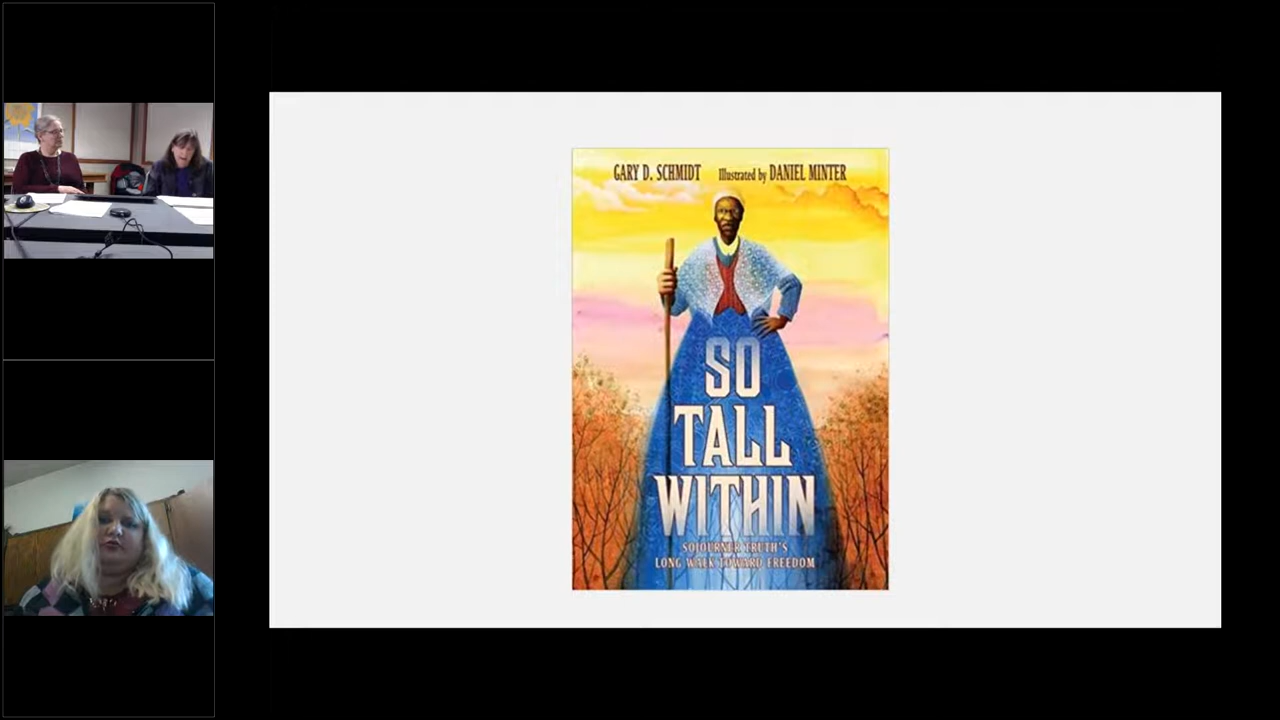 GARY D. SCHMIDT Illustrated by DANIEL MINTER
SO
TALL
WITHIN
SOJOURNER TRUTH'S
LONG WALK TOWARD FREEDOM